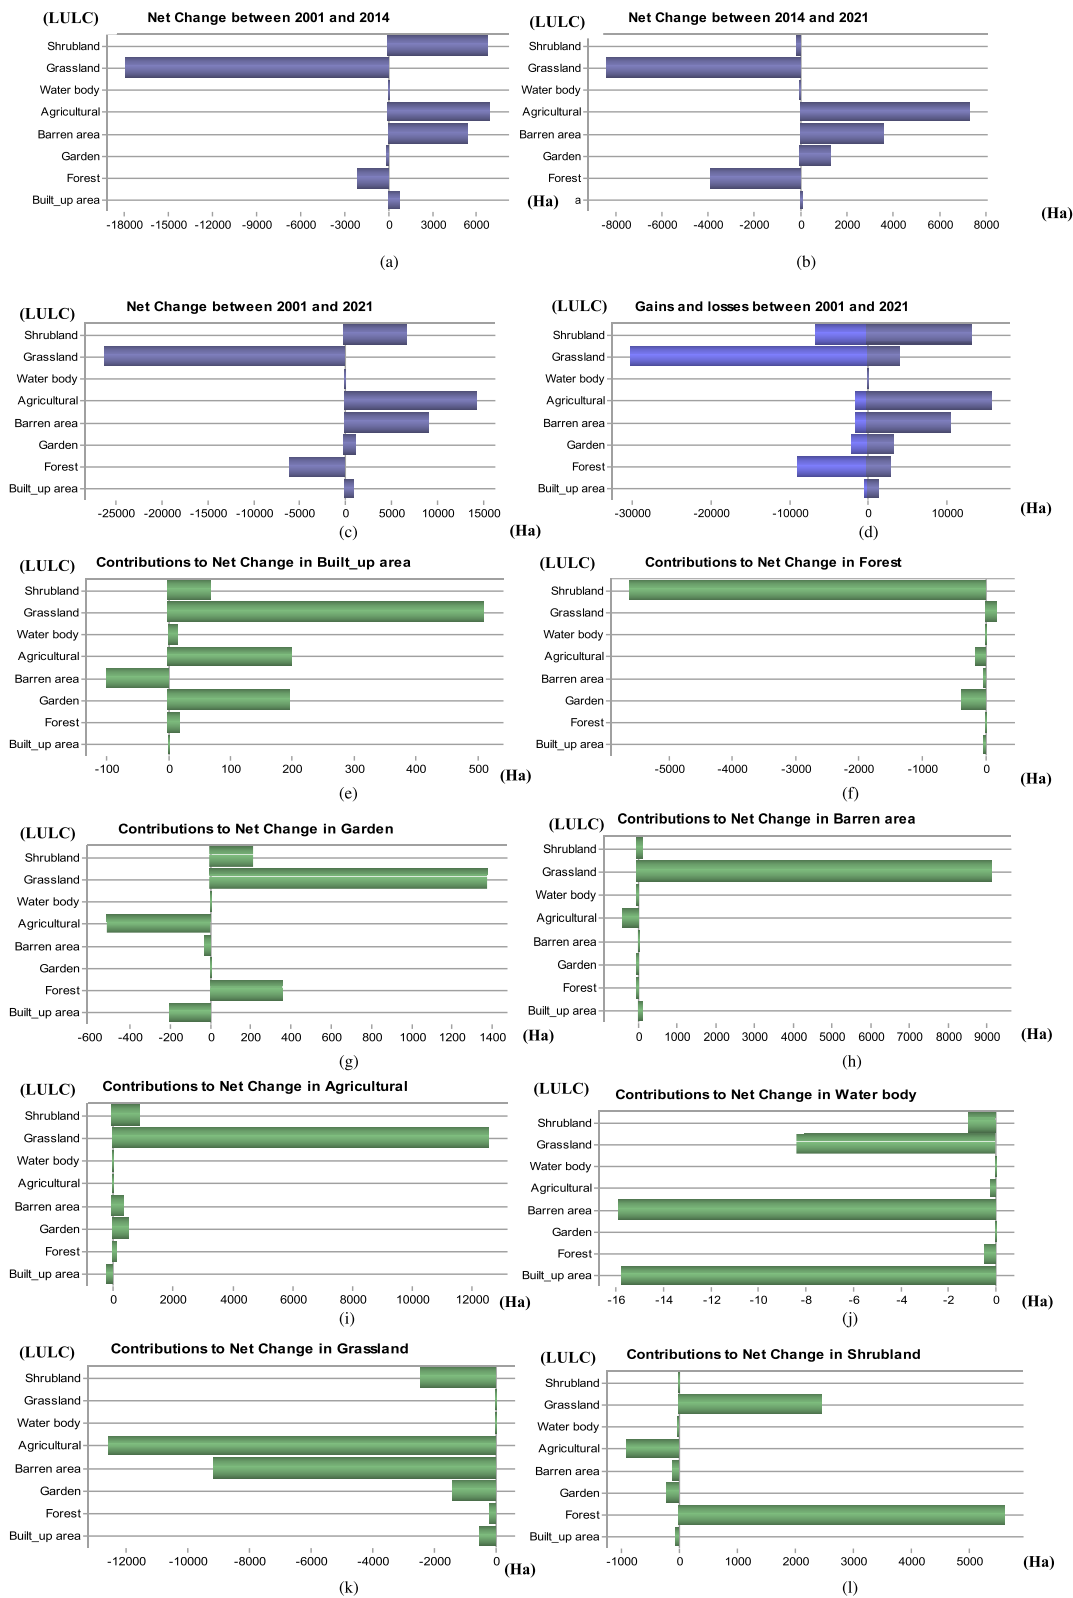 (LULC) Net Change between 2001 and 2014
Shrubland
Grassland
Water body
Agricultural
Barren area
Garden
Forest
Built_up area
-18000 -15000 -12000 -9000 -6000 -3000 0 3000 6000
(Ha)
(a)
(LULC) Net Change between 2014 and 2021
Shrubland
Grassland
Water body
Agricultural
Barren area
Garden
Forest
a
-8000 -6000 -4000 -2000 0 2000 4000 6000 7000
(Ha)
(b)
(LULC) Net Change between 2001 and 2021
Shrubland
Grassland
Water body
Agricultural
Barren area
Garden
Forest
Built_up area
-25000 -20000 -15000 -10000 -5000 0 5000 10000 15000
(Ha)
(c)
(LULC) Gains and losses between 2001 and 2021
Shrubland
Grassland
Water body
Agricultural
Barren area
Garden
Forest
Built_up area
-30000 -20000 -10000 0 10000
(Ha)
(d)
(LULC) Contributions to Net Change in Built_up area
Shrubland
Grassland
Water body
Agricultural
Barren area
Garden
Forest
Built_up area
-100 0 100 200 300 400 500
(Ha)
(e)
(LULC) Contributions to Net Change in Forest
Shrubland
Grassland
Water body
Agricultural
Barren area
Garden
Forest
Built_up area
-5000 -4000 -3000 -2000 -1000 0
(Ha)
(f)
(LULC) Contributions to Net Change in Garden
Shrubland
Grassland
Water body
Agricultural
Barren area
Garden
Forest
Built_up area
-600 -400 -200 0 200 400 600 800 1000 1200 1400
(Ha)
(g)
(LULC) Contributions to Net Change in Barren area
Shrubland
Grassland
Water body
Agricultural
Barren area
Garden
Forest
Built_up area
0 1000 2000 3000 4000 5000 6000 7000 8000 9000
(Ha)
(h)
(LULC) Contributions to Net Change in Agricultural
Shrubland
Grassland
Water body
Agricultural
Barren area
Garden
Forest
Built_up area
0 2000 4000 6000 8000 10000 12000
(Ha)
(i)
(LULC) Contributions to Net Change in Water body
Shrubland
Grassland
Water body
Agricultural
Barren area
Garden
Forest
Built_up area
-16 -14 -12 -10 -8 -6 -4 -2 0
(Ha)
(j)
(LULC) Contributions to Net Change in Grassland
Shrubland
Grassland
Water body
Agricultural
Barren area
Garden
Forest
Built_up area
-12000 -10000 -8000 -6000 -4000 -2000 0
(Ha)
(k)
(LULC) Contributions to Net Change in Shrubland
Shrubland
Grassland
Water body
Agricultural
Barren area
Garden
Forest
Built_up area
-1000 0 1000 2000 3000 4000 5000
(Ha)
(l)